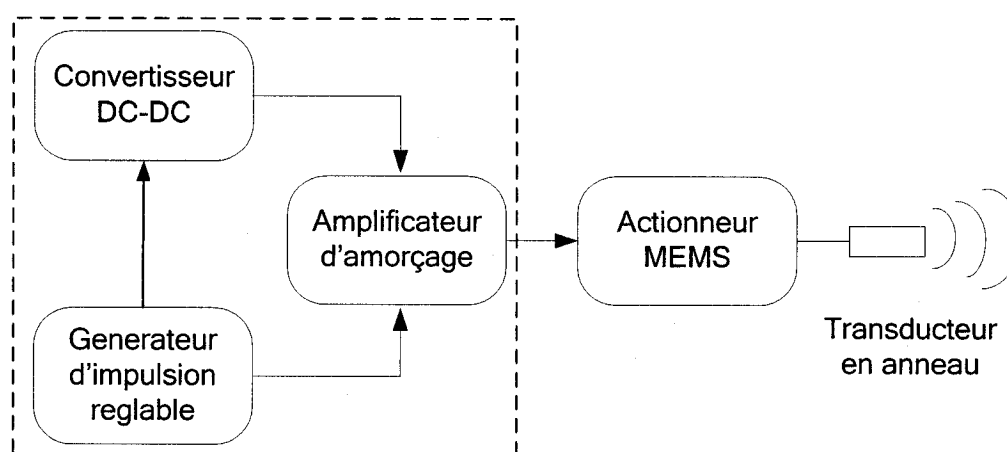 Convertisseur
DC-DC
Amplificateur
d'amorçage
Actionneur
MEMS
Generateur
d'impulsion
reglable
Transducteur
en anneau